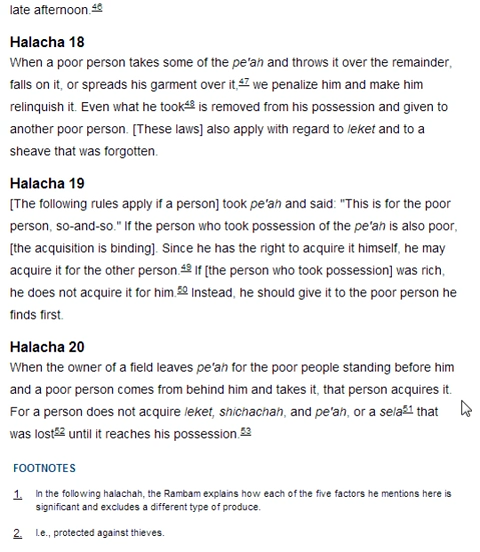 late afternoon.46
Halacha 18
When a poor person takes some of the pe'ah and throws it over the remainder,
falls on it, or spreads his garment over it,47 we penalize him and make him
relinquish it. Even what he took48 is removed from his possession and given to
another poor person. [These laws] also apply with regard to leket and to a
sheave that was forgotten.
Halacha 19
[The following rules apply if a person] took pe'ah and said: "This is for the poor
person, so-and-so." If the person who took possession of the pe'ah is also poor,
[the acquisition is binding]. Since he has the right to acquire it himself, he may
acquire it for the other person.49 If [the person who took possession] was rich,
he does not acquire it for him.50 Instead, he should give it to the poor person he
finds first.
Halacha 20
When the owner of a field leaves pe'ah for the poor people standing before him
and a poor person comes from behind him and takes it, that person acquires it.
For a person does not acquire leket, shichachah, and pe'ah, or a sela51 that
was lost52 until it reaches his possession.53
FOOTNOTES
1. In the following halachah, the Rambam explains how each of the five factors he mentions here is
significant and excludes a different type of produce.
2. I.e., protected against thieves.